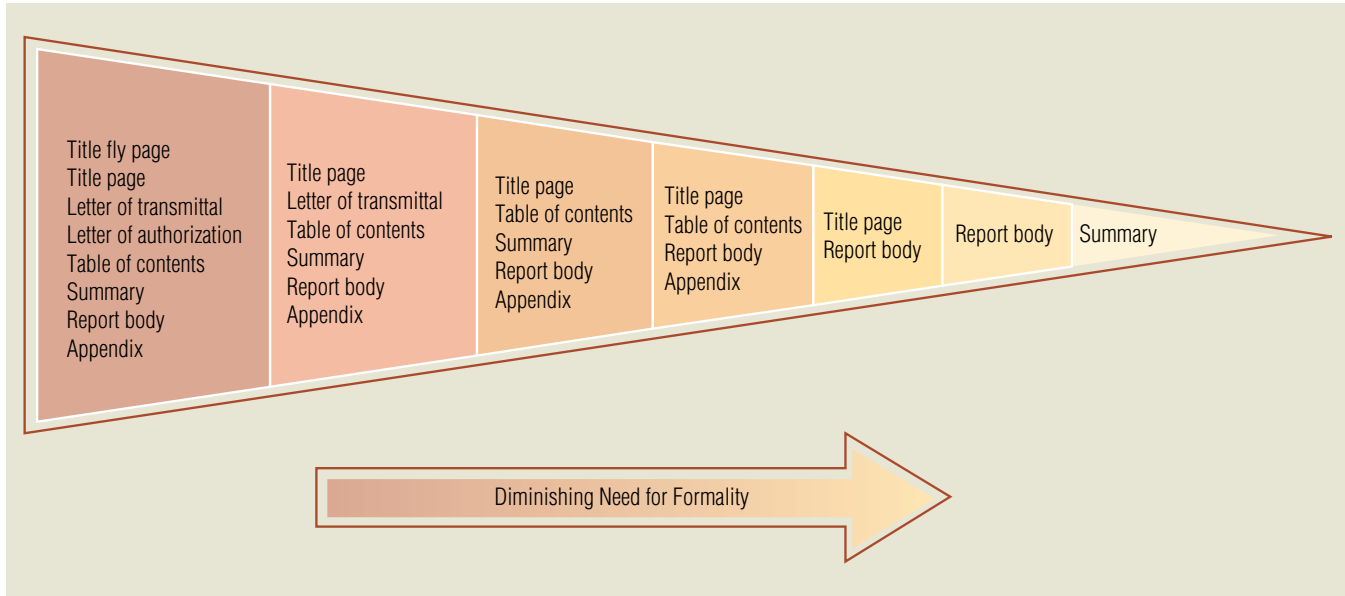 Title fly page
Title page
Letter of transmittal
Letter of authorization
Table of contents
Summary
Report body
Appendix
Title page
Letter of transmittal
Table of contents
Summary
Report body
Appendix
Title page
Table of contents
Summary
Report body
Appendix
Title page
Table of contents
Report body
Appendix
Title page
Report body
Report body
Summary
Diminishing Need for Formality